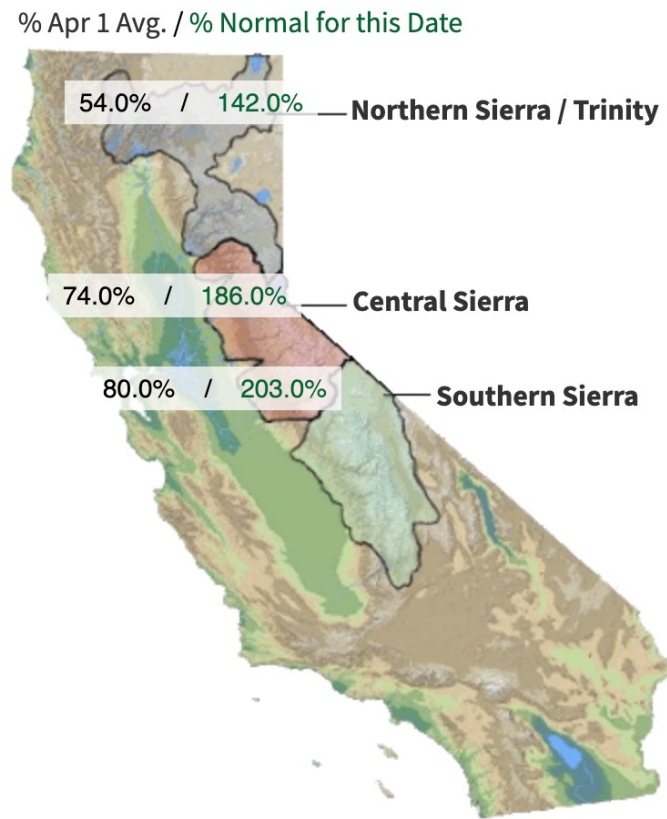 % Apr 1 Avg. / % Normal for this Date
54.0% / 142.0% Northern Sierra / Trinity
74.0% / 186.0% Central Sierra
80.0% / 203.0% Southern Sierra